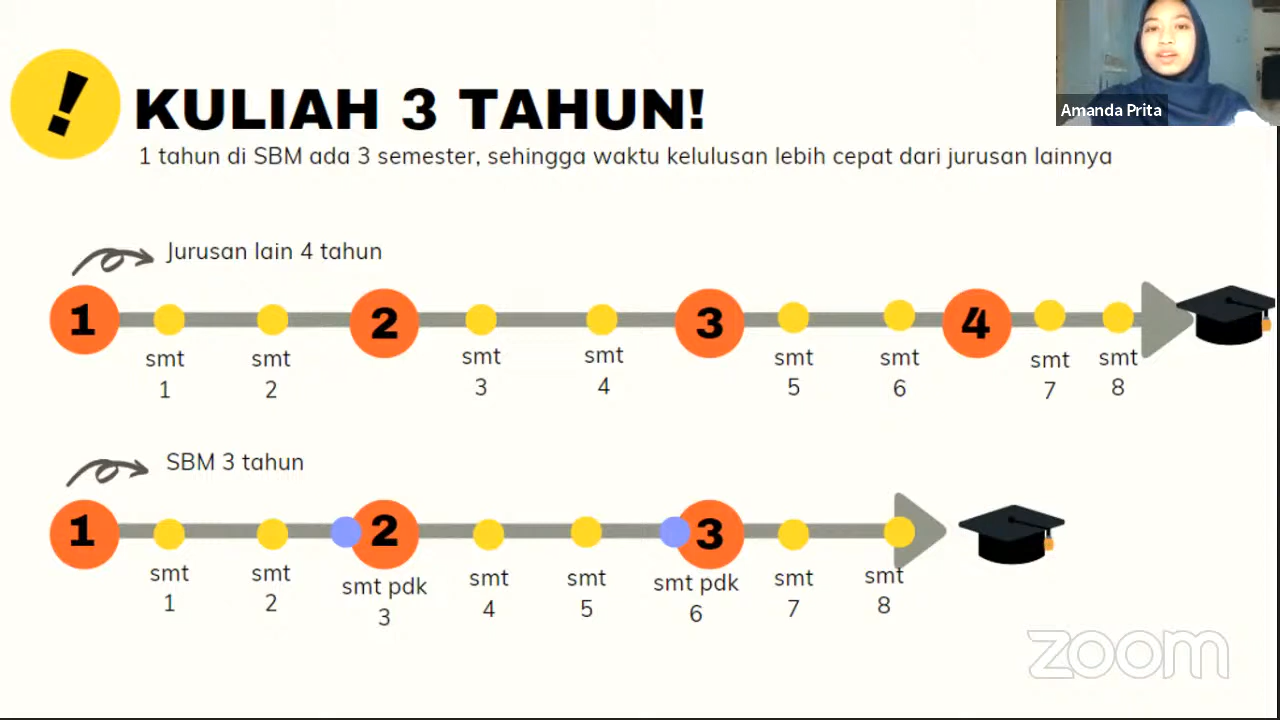 Amanda Prita
!
KULIAH 3 TAHUN!
1 tahun di SBM ada 3 semester, sehingga waktu kelulusan lebih cepat dari jurusan lainnya
Jurusan lain 4 tahun
1 2 3 4
smt smt smt smt smt smt smt smt
1 2 3 4 5 6 7 8
SBM 3 tahun
1 2 3
smt smt smt pdk smt smt smt pdk smt smt
1 2 3 4 5 6 7 8
zoom